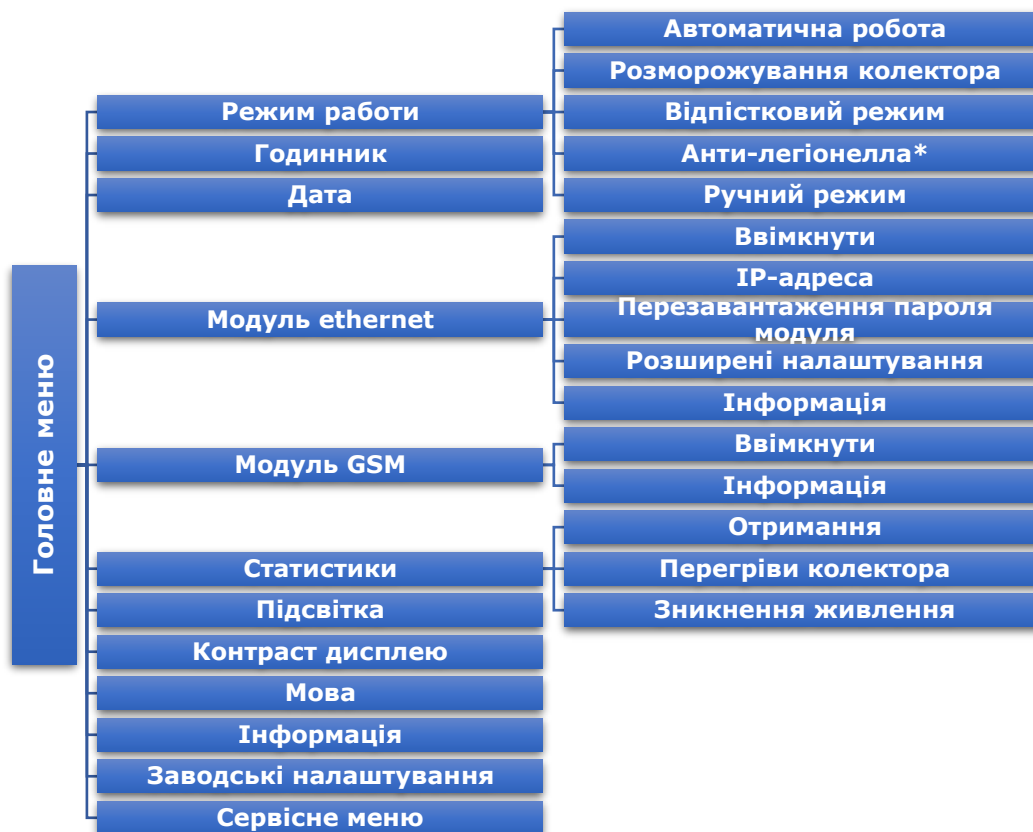 Головне меню
Режим работи
Автоматична робота
Розморожування колектора
Відпістковий режим
Анти-легіонелла*
Ручний режим
Годинник
Дата
Модуль ethernet
Ввімкнути
IP-адреса
Перезавантаження пароля
модуля
Розширені налаштування
Інформація
Модуль GSM
Ввімкнути
Інформація
Статистики
Отримання
Перегріви колектора
Зникнення живлення
Підсвітка
Контраст дисплею
Мова
Інформація
Заводські налаштування
Сервісне меню